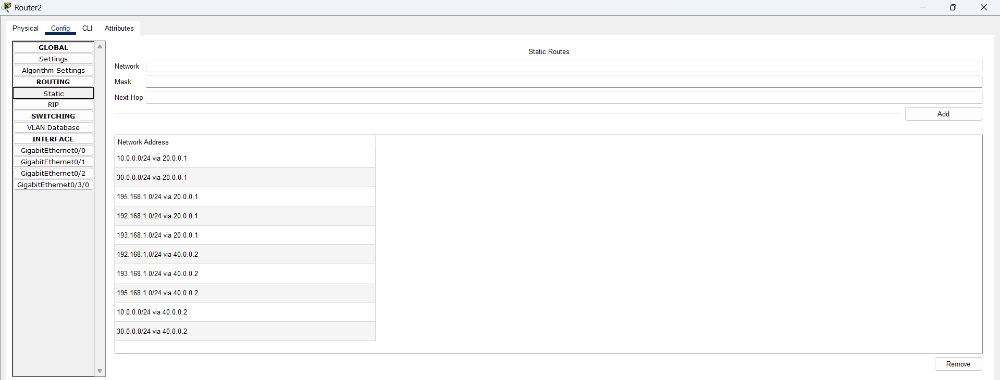 Router2
Physical Config CLI Attributes
GLOBAL
Settings
Algorithm Settings
ROUTING
Static
RIP
SWITCHING
VLAN Database
INTERFACE
GigabitEthernet0/0
GigabitEthernet0/1
GigabitEthernet0/2
GigabitEthernet0/3/0
Static Routes
Network
Mask
Next Hop
Add
Network Address
10.0.0.0/24 via 20.0.0.1
30.0.0.0/24 via 20.0.0.1
195.168.1.0/24 via 20.0.0.1
192.168.1.0/24 via 20.0.0.1
193.168.1.0/24 via 20.0.0.1
192.168.1.0/24 via 40.0.0.2
193.168.1.0/24 via 40.0.0.2
195.168.1.0/24 via 40.0.0.2
10.0.0.0/24 via 40.0.0.2
30.0.0.0/24 via 40.0.0.2
Remove